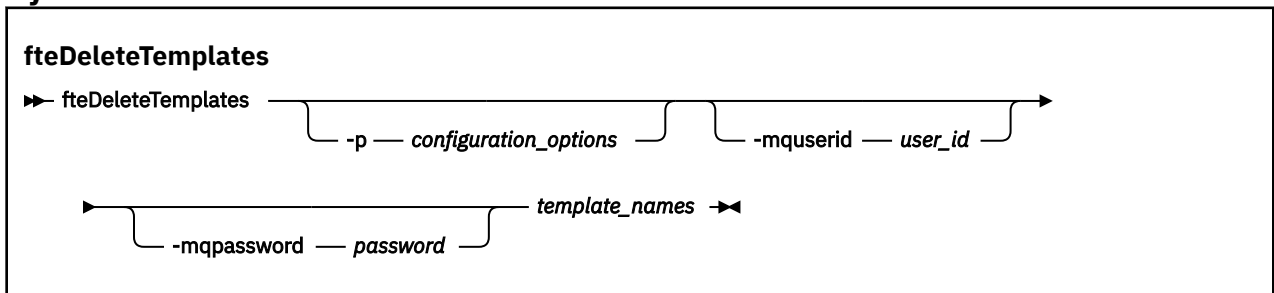 fteDeleteTemplates
fteDeleteTemplates
-p configuration_options -mquserid user_id
template_names
-mqpassword password